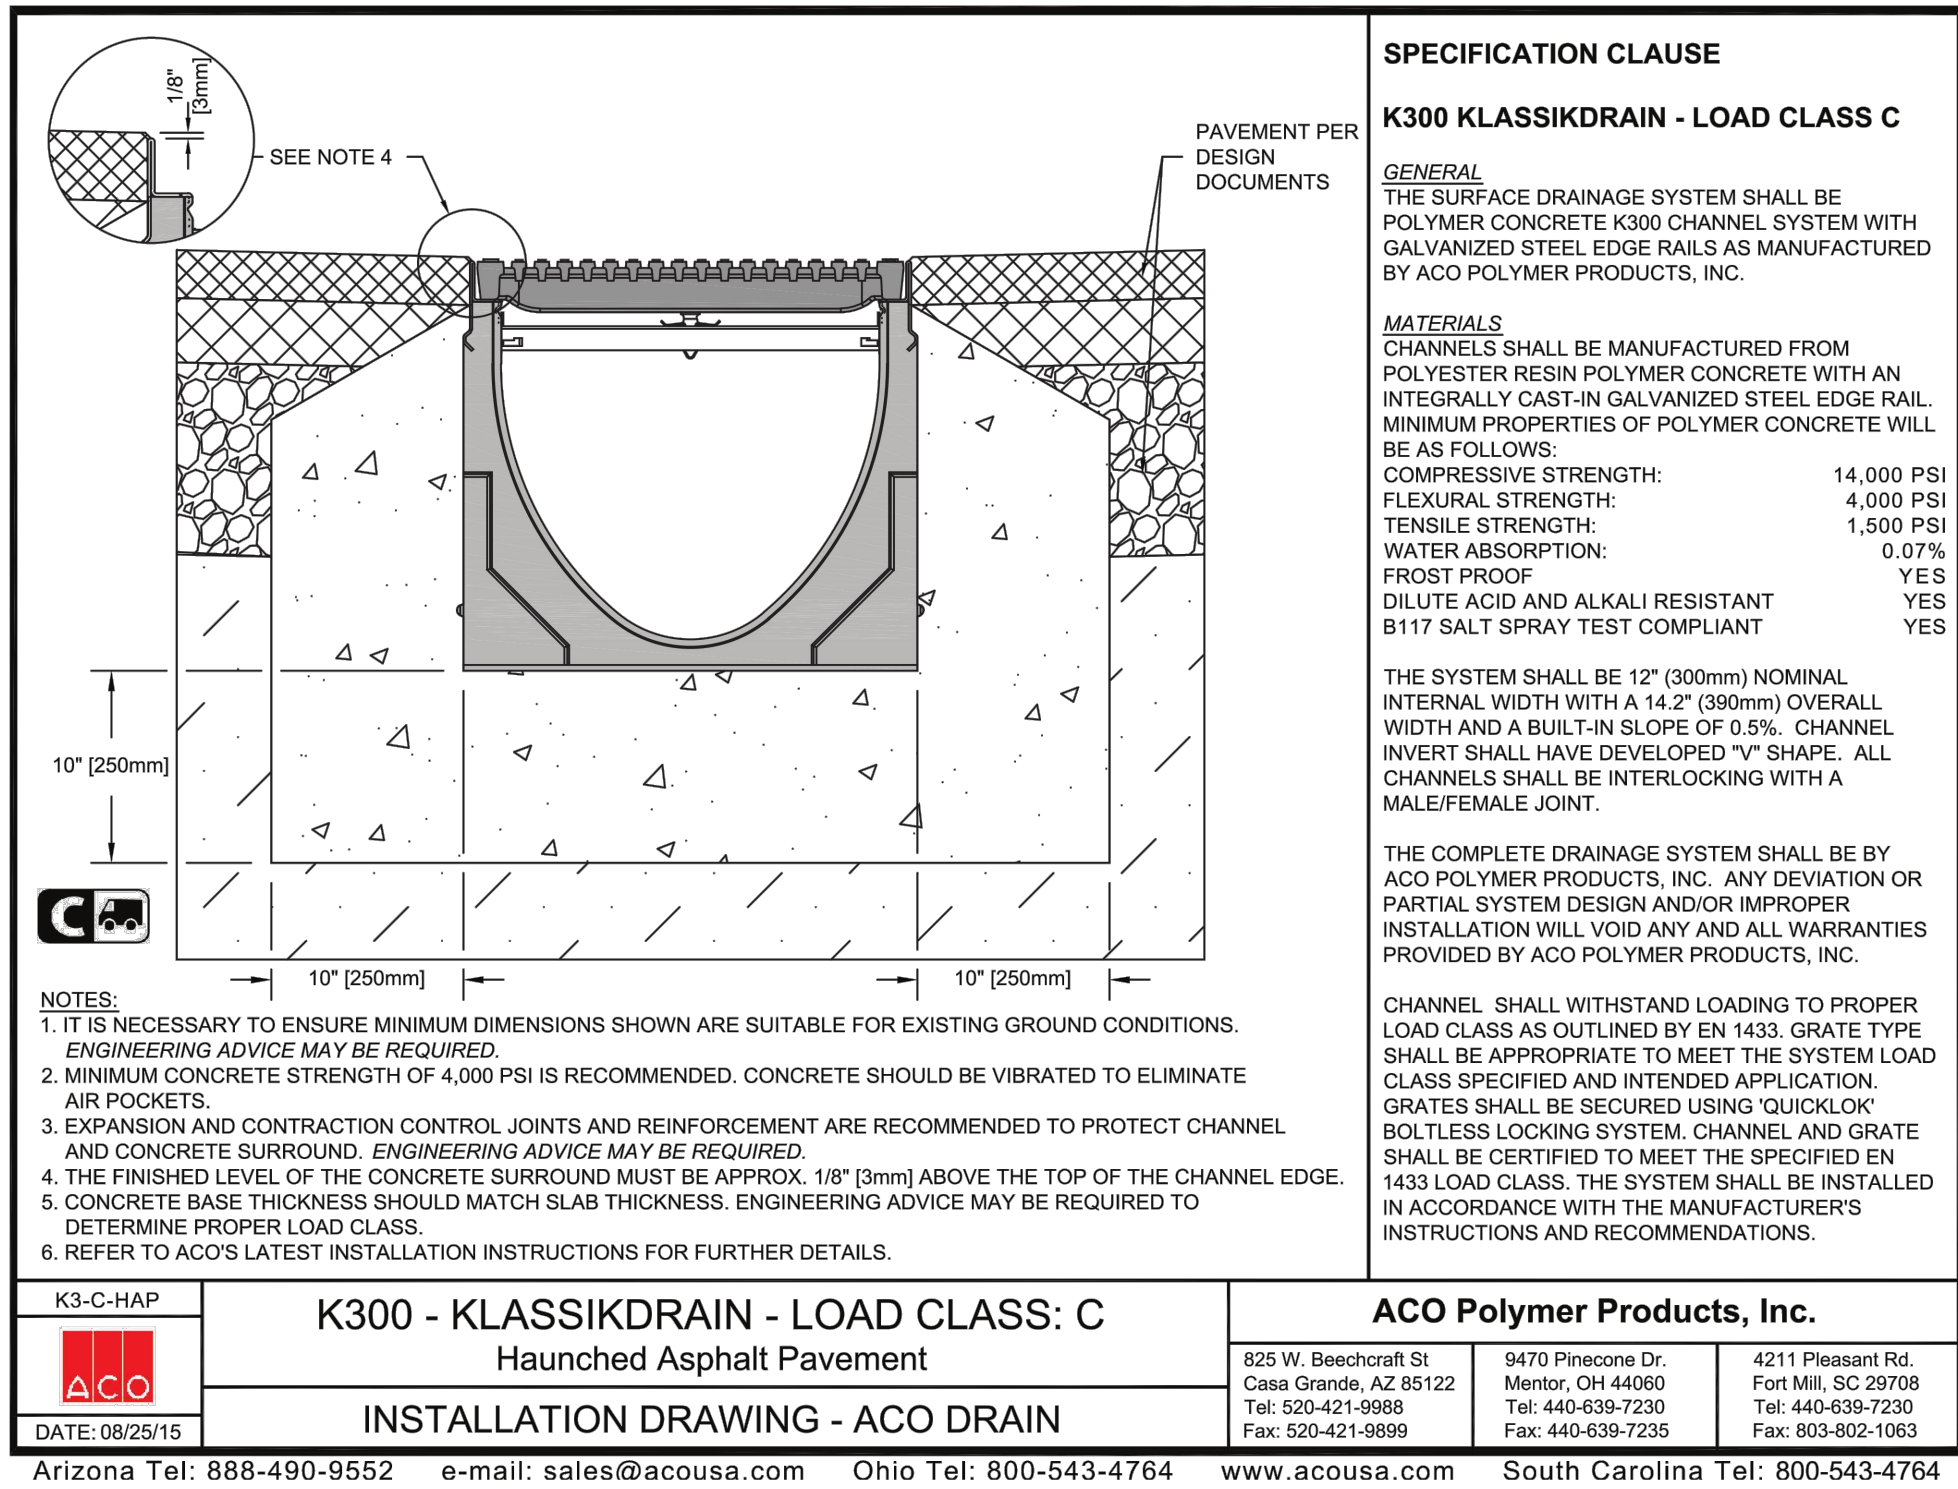 1/8"
[3mm]
SEE NOTE 4
PAVEMENT PER
DESIGN
DOCUMENTS
10" [250mm]
C
10" [250mm]
10" [250mm]
NOTES:
1. IT IS NECESSARY TO ENSURE MINIMUM DIMENSIONS SHOWN ARE SUITABLE FOR EXISTING GROUND CONDITIONS.
ENGINEERING ADVICE MAY BE REQUIRED.
2. MINIMUM CONCRETE STRENGTH OF 4,000 PSI IS RECOMMENDED. CONCRETE SHOULD BE VIBRATED TO ELIMINATE
AIR POCKETS.
3. EXPANSION AND CONTRACTION CONTROL JOINTS AND REINFORCEMENT ARE RECOMMENDED TO PROTECT CHANNEL
AND CONCRETE SURROUND. ENGINEERING ADVICE MAY BE REQUIRED.
4. THE FINISHED LEVEL OF THE CONCRETE SURROUND MUST BE APPROX. 1/8" [3mm] ABOVE THE TOP OF THE CHANNEL EDGE.
5. CONCRETE BASE THICKNESS SHOULD MATCH SLAB THICKNESS. ENGINEERING ADVICE MAY BE REQUIRED TO
DETERMINE PROPER LOAD CLASS.
6. REFER TO ACO'S LATEST INSTALLATION INSTRUCTIONS FOR FURTHER DETAILS.
SPECIFICATION CLAUSE
K300 KLASSIKDRAIN - LOAD CLASS C
GENERAL
THE SURFACE DRAINAGE SYSTEM SHALL BE
POLYMER CONCRETE K300 CHANNEL SYSTEM WITH
GALVANIZED STEEL EDGE RAILS AS MANUFACTURED
BY ACO POLYMER PRODUCTS, INC.
MATERIALS
CHANNELS SHALL BE MANUFACTURED FROM
POLYESTER RESIN POLYMER CONCRETE WITH AN
INTEGRALLY CAST-IN GALVANIZED STEEL EDGE RAIL.
MINIMUM PROPERTIES OF POLYMER CONCRETE WILL
BE AS FOLLOWS:
COMPRESSIVE STRENGTH: 14,000 PSI
FLEXURAL STRENGTH: 4,000 PSI
TENSILE STRENGTH: 1,500 PSI
WATER ABSORPTION: 0.07%
FROST PROOF YES
DILUTE ACID AND ALKALI RESISTANT YES
B117 SALT SPRAY TEST COMPLIANT YES
THE SYSTEM SHALL BE 12" (300mm) NOMINAL
INTERNAL WIDTH WITH A 14.2" (390mm) OVERALL
WIDTH AND A BUILT-IN SLOPE OF 0.5%. CHANNEL
INVERT SHALL HAVE DEVELOPED "V" SHAPE. ALL
CHANNELS SHALL BE INTERLOCKING WITH A
MALE/FEMALE JOINT.
THE COMPLETE DRAINAGE SYSTEM SHALL BE BY
ACO POLYMER PRODUCTS, INC. ANY DEVIATION OR
PARTIAL SYSTEM DESIGN AND/OR IMPROPER
INSTALLATION WILL VOID ANY AND ALL WARRANTIES
PROVIDED BY ACO POLYMER PRODUCTS, INC.
CHANNEL SHALL WITHSTAND LOADING TO PROPER
LOAD CLASS AS OUTLINED BY EN 1433. GRATE TYPE
SHALL BE APPROPRIATE TO MEET THE SYSTEM LOAD
CLASS SPECIFIED AND INTENDED APPLICATION.
GRATES SHALL BE SECURED USING 'QUICKLOK'
BOLTLESS LOCKING SYSTEM. CHANNEL AND GRATE
SHALL BE CERTIFIED TO MEET THE SPECIFIED EN
1433 LOAD CLASS. THE SYSTEM SHALL BE INSTALLED
IN ACCORDANCE WITH THE MANUFACTURER'S
INSTRUCTIONS AND RECOMMENDATIONS.
K3-C-HAP
ACO
DATE: 08/25/15
K300 - KLASSIKDRAIN - LOAD CLASS: C
Haunched Asphalt Pavement
INSTALLATION DRAWING - ACO DRAIN
ACO Polymer Products, Inc.
825 W. Beechcraft St
Casa Grande, AZ 85122
Tel: 520-421-9988
Fax: 520-421-9899
9470 Pinecone Dr.
Mentor, OH 44060
Tel: 440-639-7230
Fax: 440-639-7235
4211 Pleasant Rd.
Fort Mill, SC 29708
Tel: 440-639-7230
Fax: 803-802-1063
Arizona Tel: 888-490-9552 e-mail: sales@acousa.com Ohio Tel: 800-543-4764 www.acousa.com South Carolina Tel: 800-543-4764